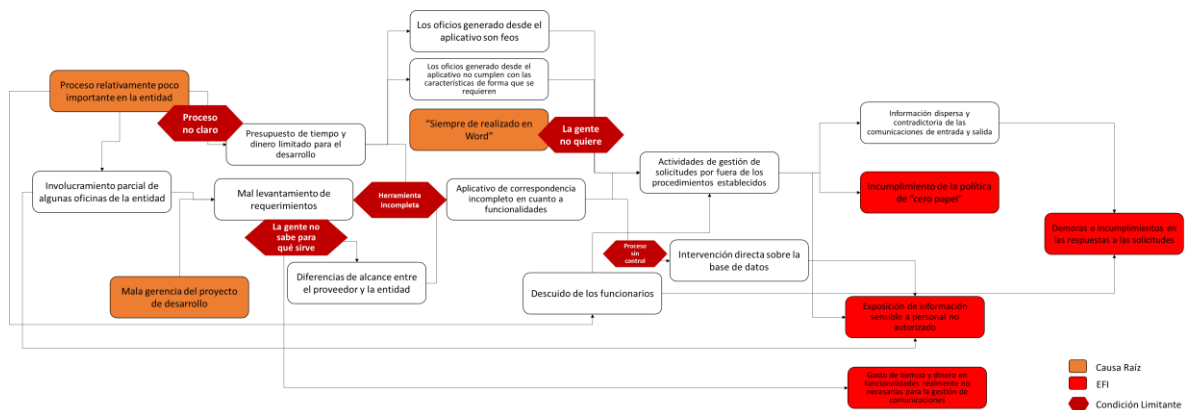 Los oficios generado desde el
aplicativo son feos
Los oficios generado desde el
aplicativo no cumplen con las
características de forma que se
requieren
Proceso relativamente poco
importante en la entidad
Proceso
no claro
Presupuesto de tiempo y
dinero limitado para el
desarrollo
"Siempre de realizado en
Word"
La gente
no quiere
Información dispersa y
contradictoria de las
comunicaciones de entrada y salida
Actividades de gestión de
solicitudes por fuera de los
procedimientos establecidos
Involucramiento parcial de
algunas oficinas de la entidad
Mal levantamiento de
requerimientos
Herramienta
incompleta
Aplicativo de correspondencia
incompleto en cuanto a
funcionalidades
Incumplimiento de la política
de "cero papel"
La gente no
sabe para
qué sirve
Demoras e incumplimientos en
las respuestas a las solicitudes
Proceso
sin
control
Intervención directa sobre la
base de datos
Diferencias de alcance entre
el proveedor y la entidad
Mala gerencia del proyecto
de desarrollo
Descuido de los funcionarios
Exposición de información
sensible a personal no
autorizado
Gasto de tiempo y dinero en
funcionalidades realmente no
necesarias para la gestión de
comunicaciones
Causa Raíz
EFI
Condición Limitante